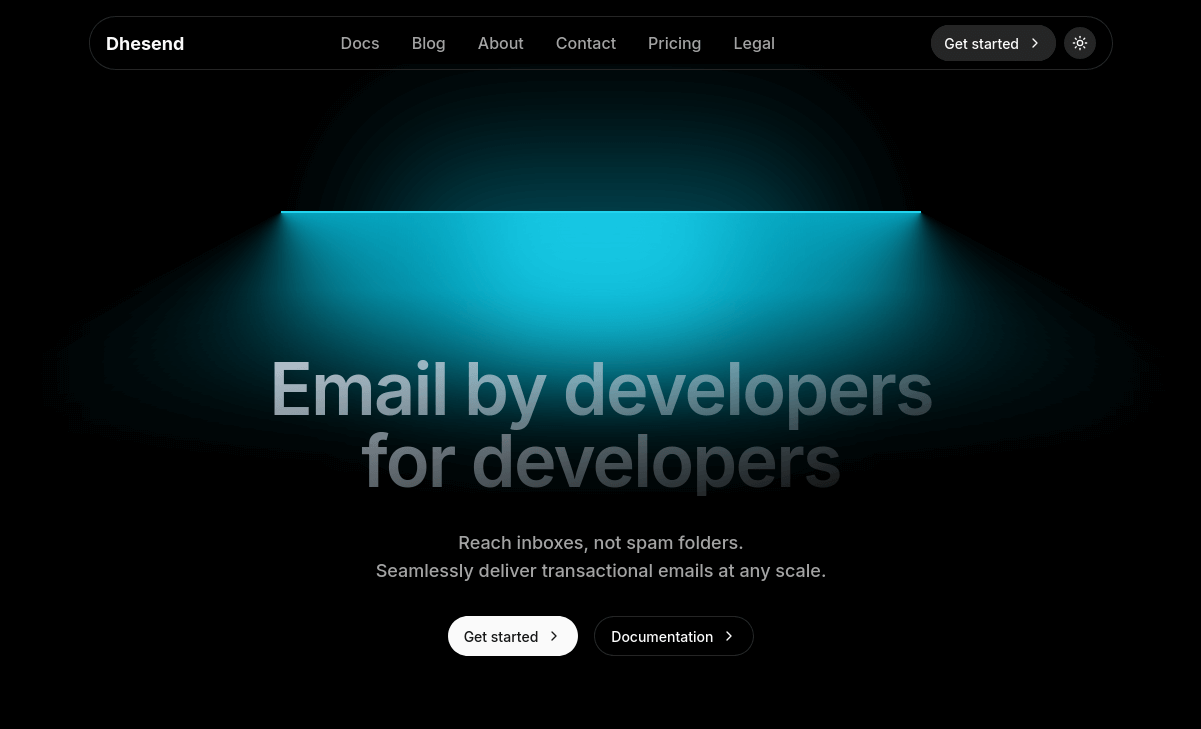 Dhesend
Docs
Blog
About
Contact
Pricing
Legal
Get started
Email by developers
for developers
Reach inboxes, not spam folders.
Seamlessly deliver transactional emails at any scale.
Get started
Documentation